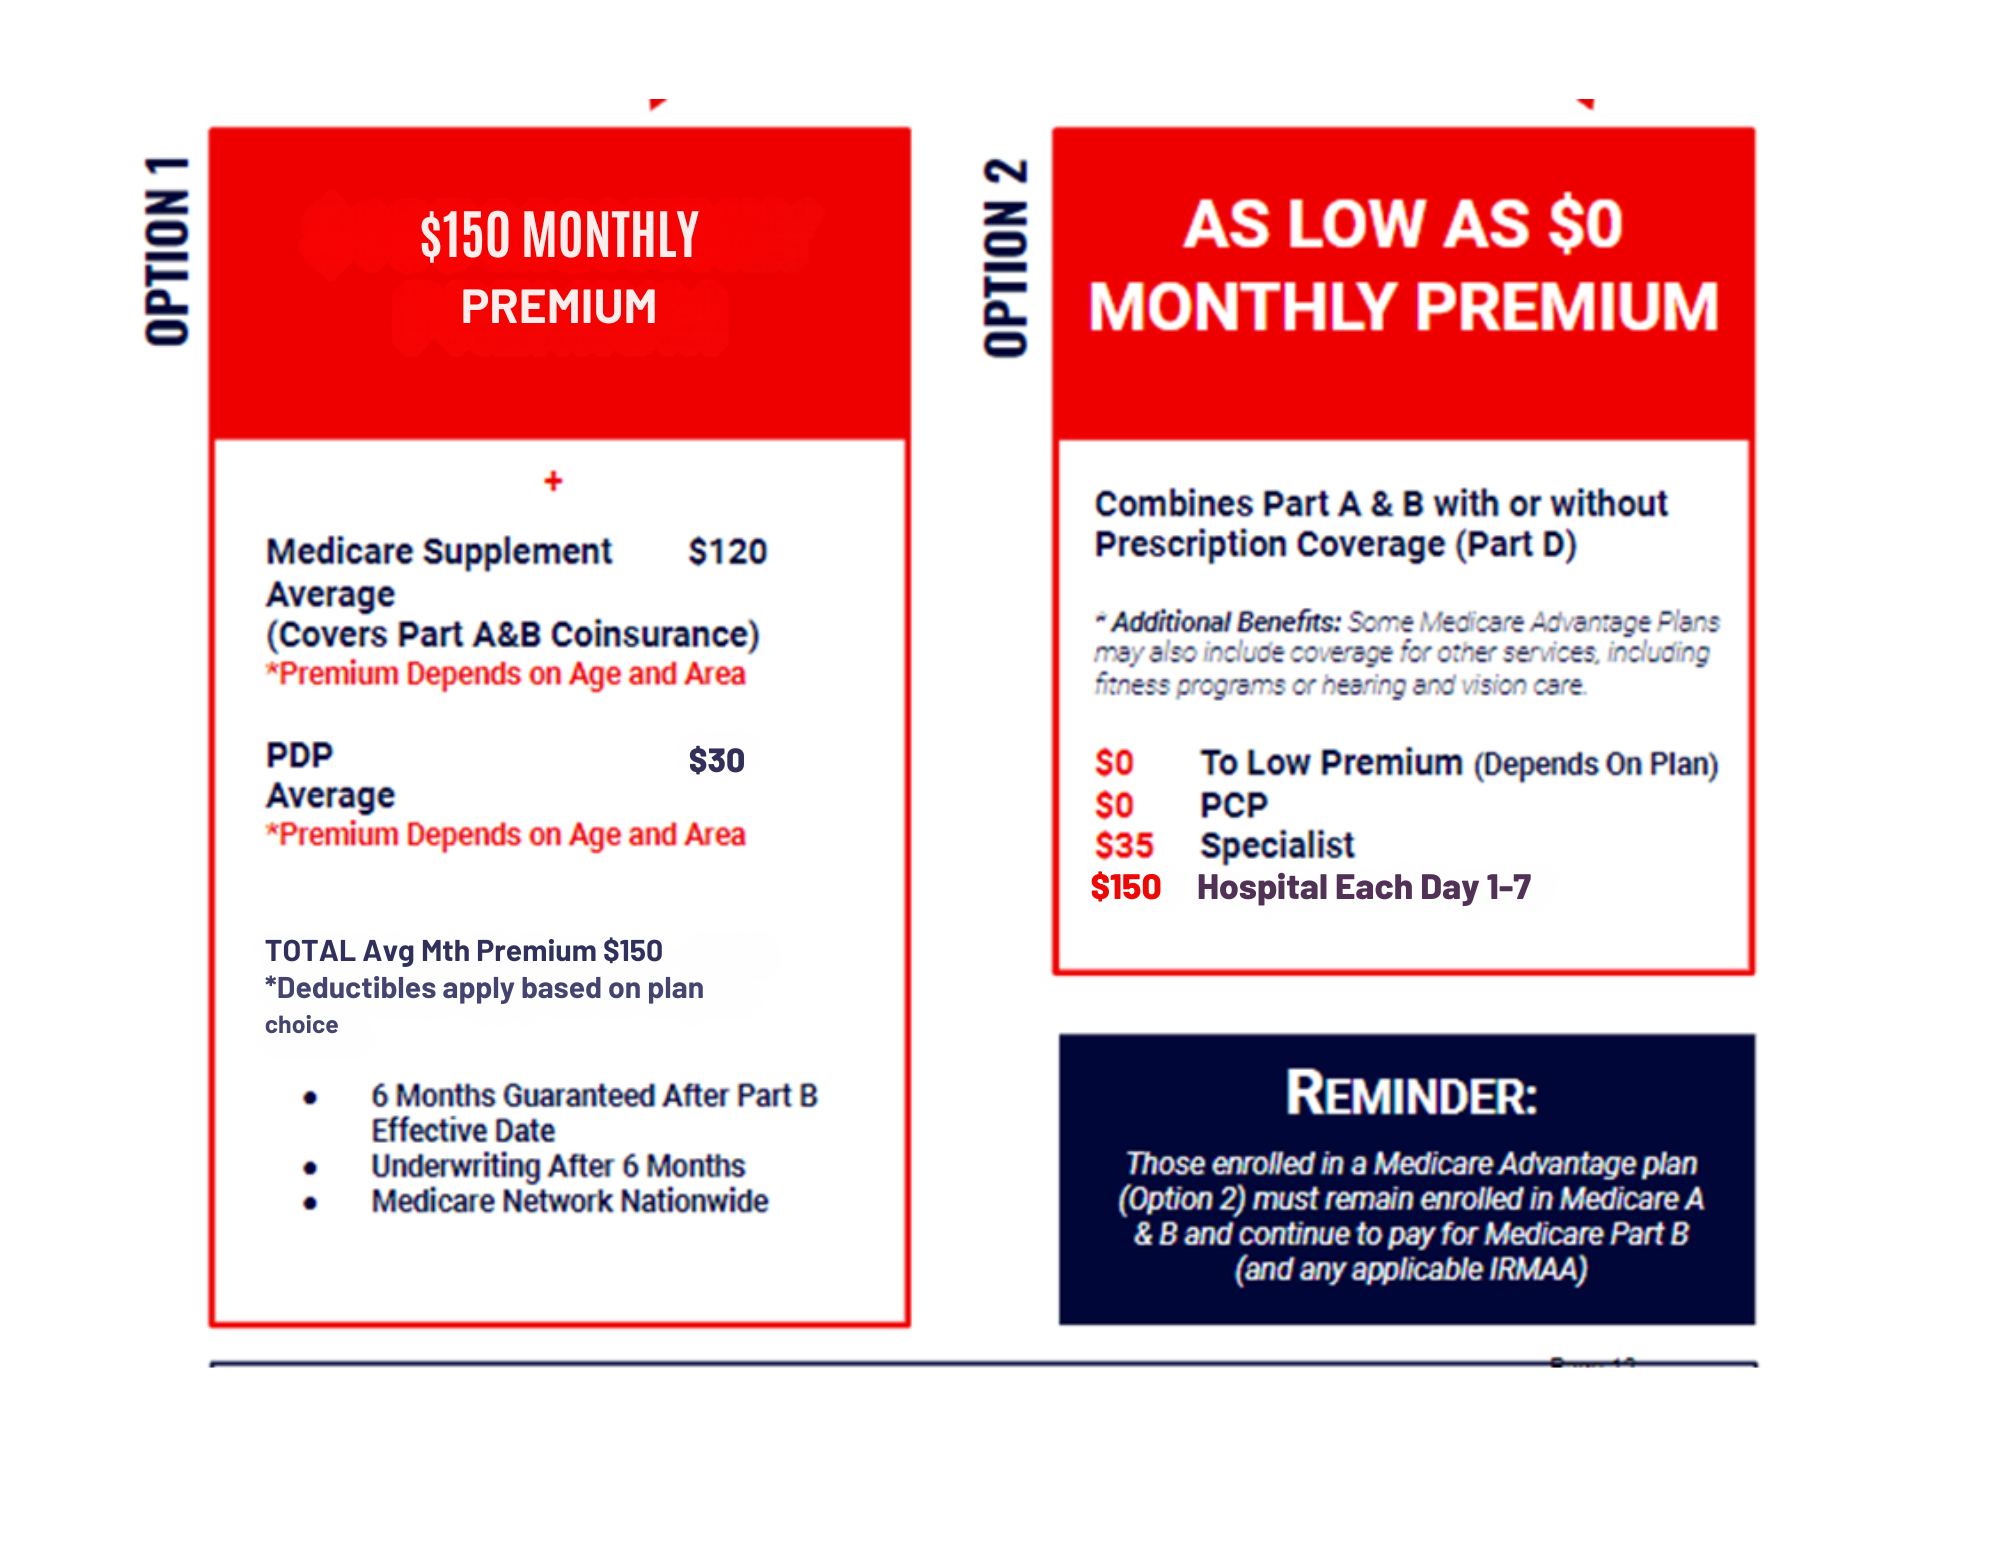 OPTION 1
$150 MONTHLY
PREMIUM
+
Medicare Supplement $120
Average
(Covers Part A&B Coinsurance)
*Premium Depends on Age and Area
PDP $30
Average
*Premium Depends on Age and Area
TOTAL Avg Mth Premium $150
*Deductibles apply based on plan
choice
● 6 Months Guaranteed After Part B
Effective Date
● Underwriting After 6 Months
● Medicare Network Nationwide
OPTION 2
AS LOW AS $0
MONTHLY PREMIUM
Combines Part A & B with or without
Prescription Coverage (Part D)
* Additional Benefits: Some Medicare Advantage Plans
may also include coverage for other services, including
fitness programs or hearing and vision care.
$0 To Low Premium (Depends On Plan)
$0 PCP
$35 Specialist
$150 Hospital Each Day 1-7
REMINDER:
Those enrolled in a Medicare Advantage plan
(Option 2) must remain enrolled in Medicare A
& B and continue to pay for Medicare Part B
(and any applicable IRMAA)